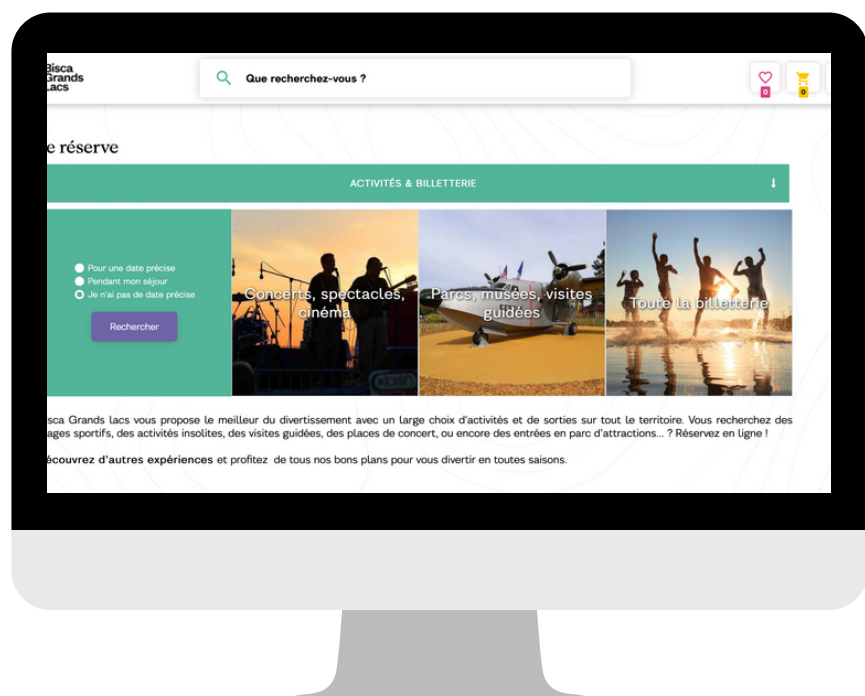 Bisca
Grands
Lacs
Que recherchez-vous ?
0
0
e réserve
ACTIVITÉS & BILLETTERIE
Pour une date précise
Pendant mon séjour
Je n'ai pas de date précise
Rechercher
Concerts, spectacles,
cinéma
Parcs, musées, visites
guidées
Toute la billetterie
sca Grands lacs vous propose le meilleur du divertissement avec un large choix d'activités et de sorties sur tout le territoire. Vous recherchez des
ages sportifs, des activités insolites, des visites guidées, des places de concert, ou encore des entrées en parc d'attractions... ? Réservez en ligne !
écouvrez d'autres expériences et profitez de tous nos bons plans pour vous divertir en toutes saisons.